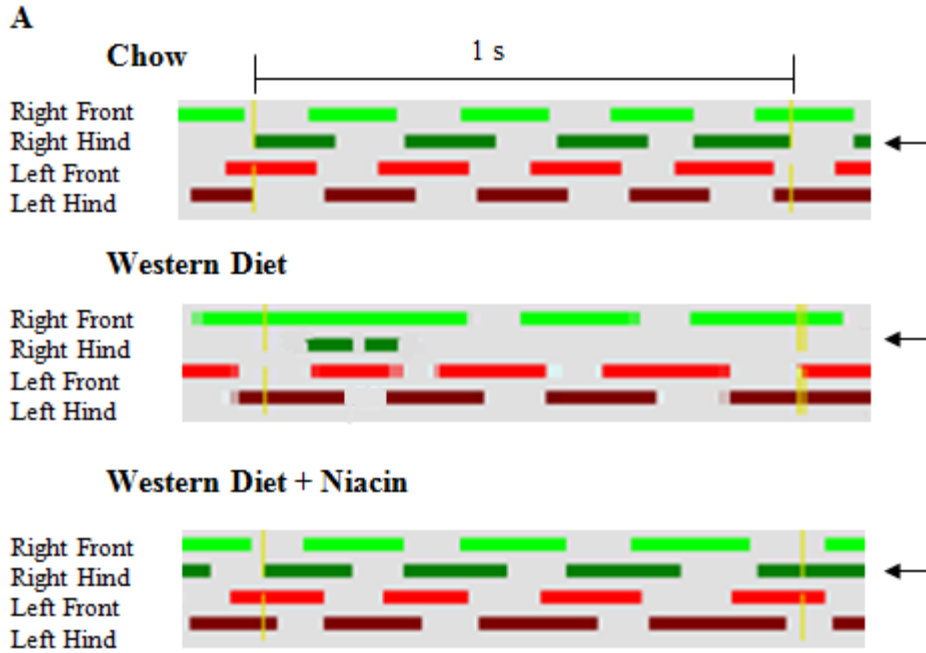 A
Chow
1 s
Right Front
Right Hind
Left Front
Left Hind
Western Diet
Right Front
Right Hind
Left Front
Left Hind
Western Diet + Niacin
Right Front
Right Hind
Left Front
Left Hind